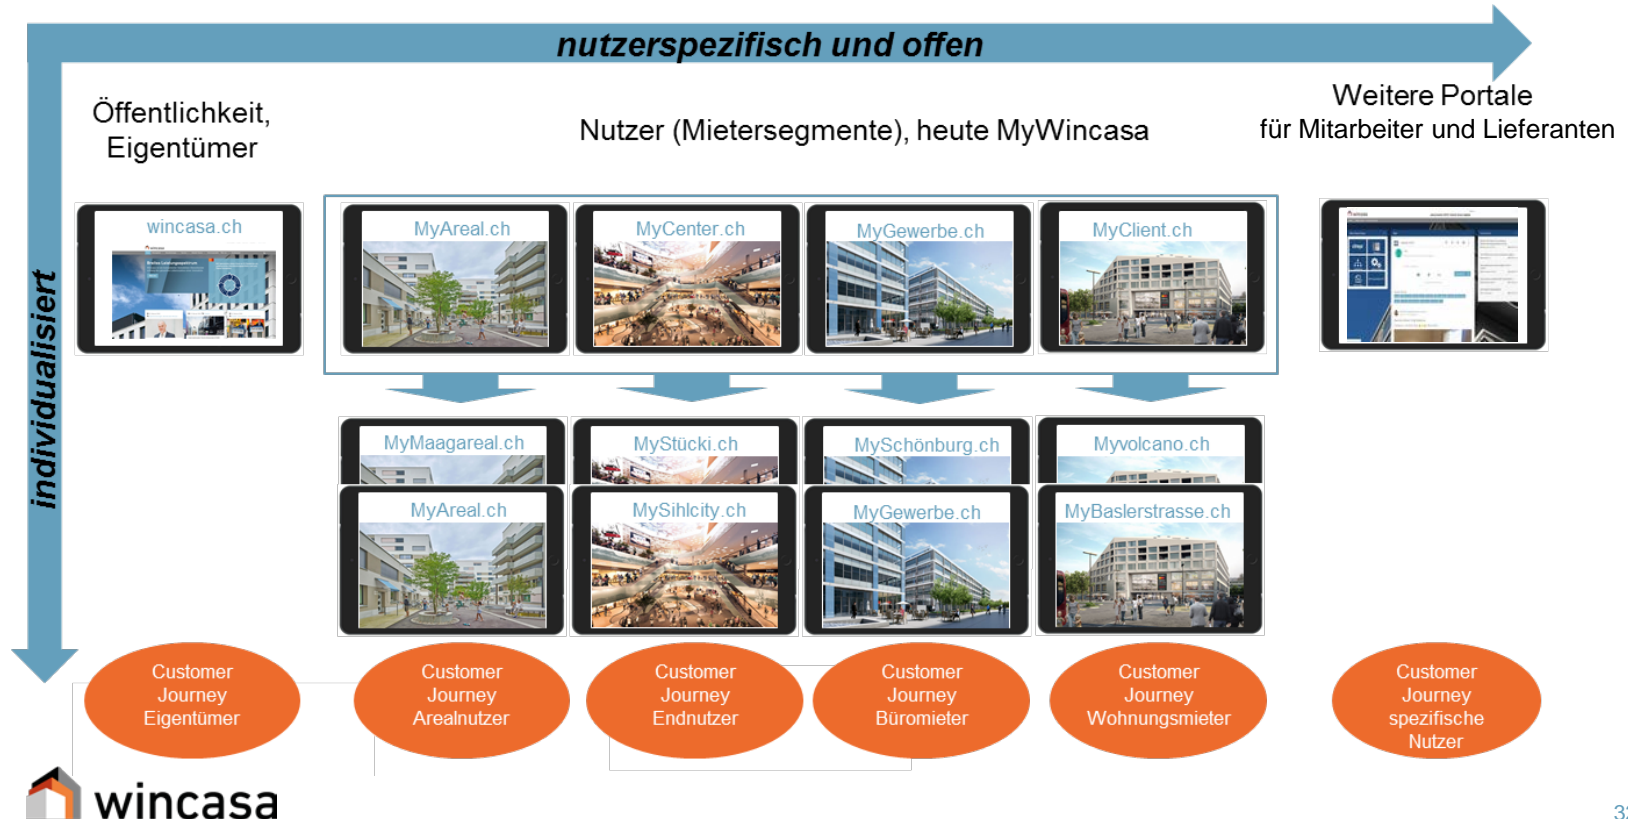 nutzerspezifisch und offen
individualisiert
Öffentlichkeit,
Eigentümer
Nutzer (Mietersegmente), heute MyWincasa
Weitere Portale
für Mitarbeiter und Lieferanten
wincasa.ch
MyAreal.ch
MyCenter.ch
MyGewerbe.ch
MyClient.ch
MyMaagareal.ch
MyStücki.ch
MySchönburg.ch
Myvolcano.ch
MyAreal.ch
MySihlcity.ch
MyGewerbe.ch
MyBaslerstrasse.ch
Customer
Journey
Eigentümer
Customer
Journey
Arealnutzer
Customer
Journey
Endnutzer
Customer
Journey
Büromieter
Customer
Journey
Wohnungsmieter
Customer
Journey
spezifische
Nutzer
wincasa